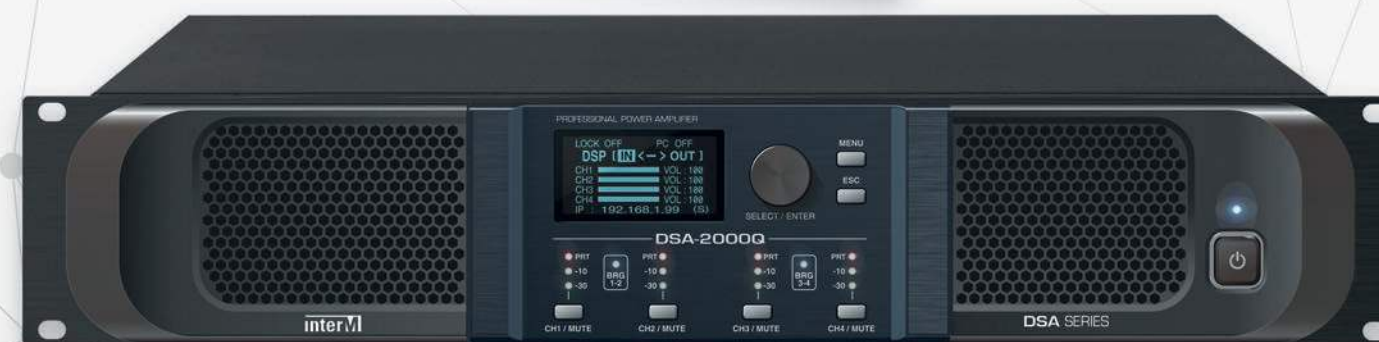 PROFESSIONAL POWER AMPLIFIER
LOCK OFF PC OFF
DSP [ IN <-> OUT ]
CH1 VOL:100
CH2 VOL:100
CH3 VOL:100
CH4 VOL:100
IP : 192.168.1.99 (S)
SELECT / ENTER
MENU
ESC
DSA-2000Q
PRT PRT PRT PRT
-10 BRG -10 -10 BRG -10
-30 1-2 -30 -30 3-4 -30
CH1 / MUTE CH2 / MUTE CH3 / MUTE CH4 / MUTE
interM
DSA SERIES